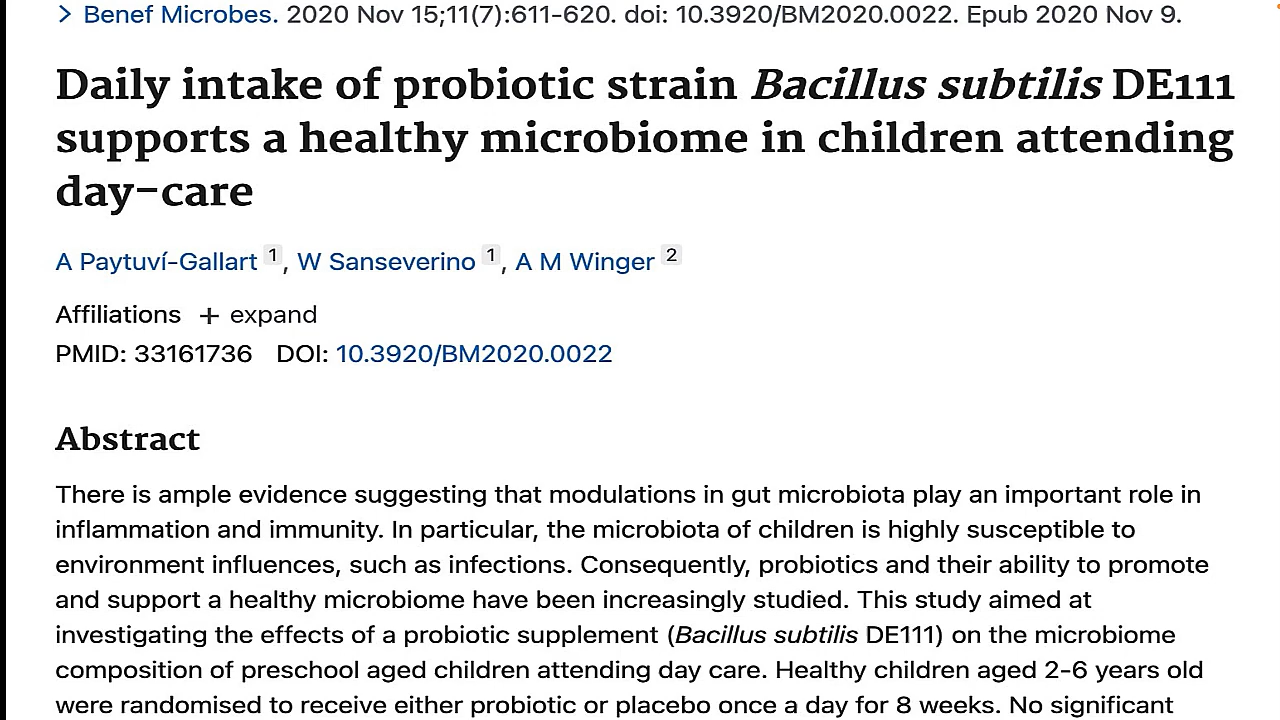 > Benef Microbes. 2020 Nov 15;11(7):611-620. doi: 10.3920/BM2020.0022. Epub 2020 Nov 9.
Daily intake of probiotic strain Bacillus subtilis DE111
supports a healthy microbiome in children attending
day-care
A Paytuví-Gallart 1, W Sanseverino 1, A M Winger 2
Affiliations + expand
PMID: 33161736 DOI: 10.3920/BM2020.0022
Abstract
There is ample evidence suggesting that modulations in gut microbiota play an important role in
inflammation and immunity. In particular, the microbiota of children is highly susceptible to
environment influences, such as infections. Consequently, probiotics and their ability to promote
and support a healthy microbiome have been increasingly studied. This study aimed at
investigating the effects of a probiotic supplement (Bacillus subtilis DE111) on the microbiome
composition of preschool aged children attending day care. Healthy children aged 2-6 years old
were randomised to receive either probiotic or placebo once a day for 8 weeks. No significant